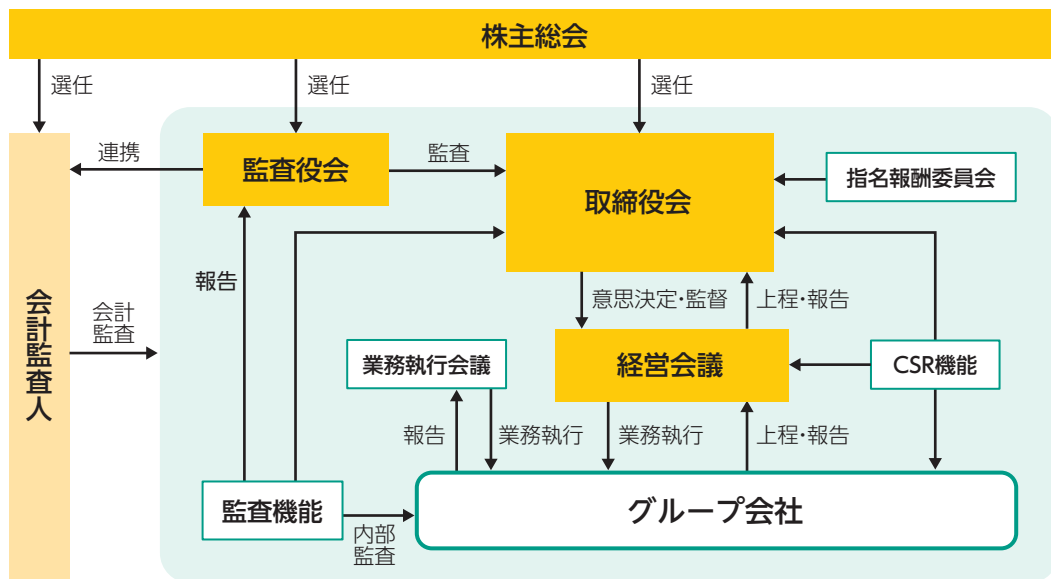 株主総会
選任
選任
選任
連携
監査役会
監査
取締役会
指名報酬委員会
報告
会計監査人
会計
監査
意思決定・監督
上程・報告
業務執行会議
経営会議
CSR機能
報告
業務執行
業務執行
上程・報告
監査機能
内部
監査
グループ会社